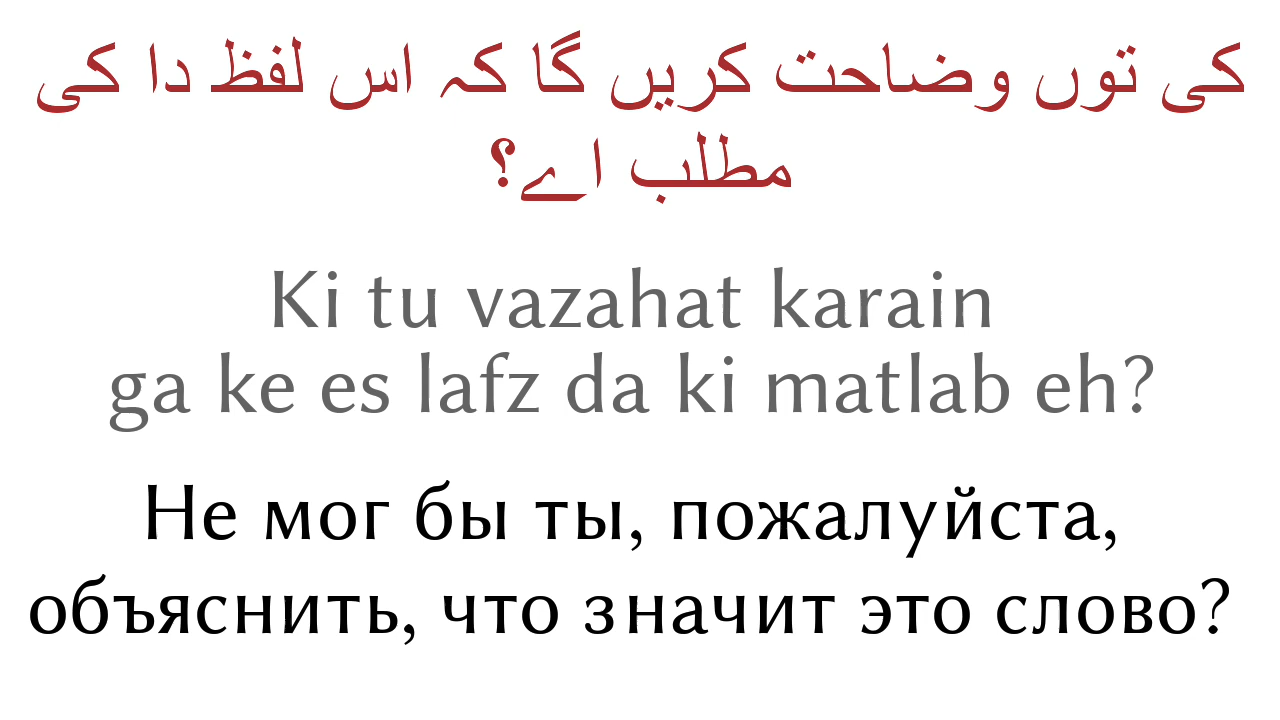 کی توں وضاحت کریں گا کہ اس لفظ دا کی
مطلب اے؟
Ki tu vazahat karain
ga ke es lafz da ki matlab eh?
Не мог бы ты, пожалуйста,
объяснить, что значит это слово?